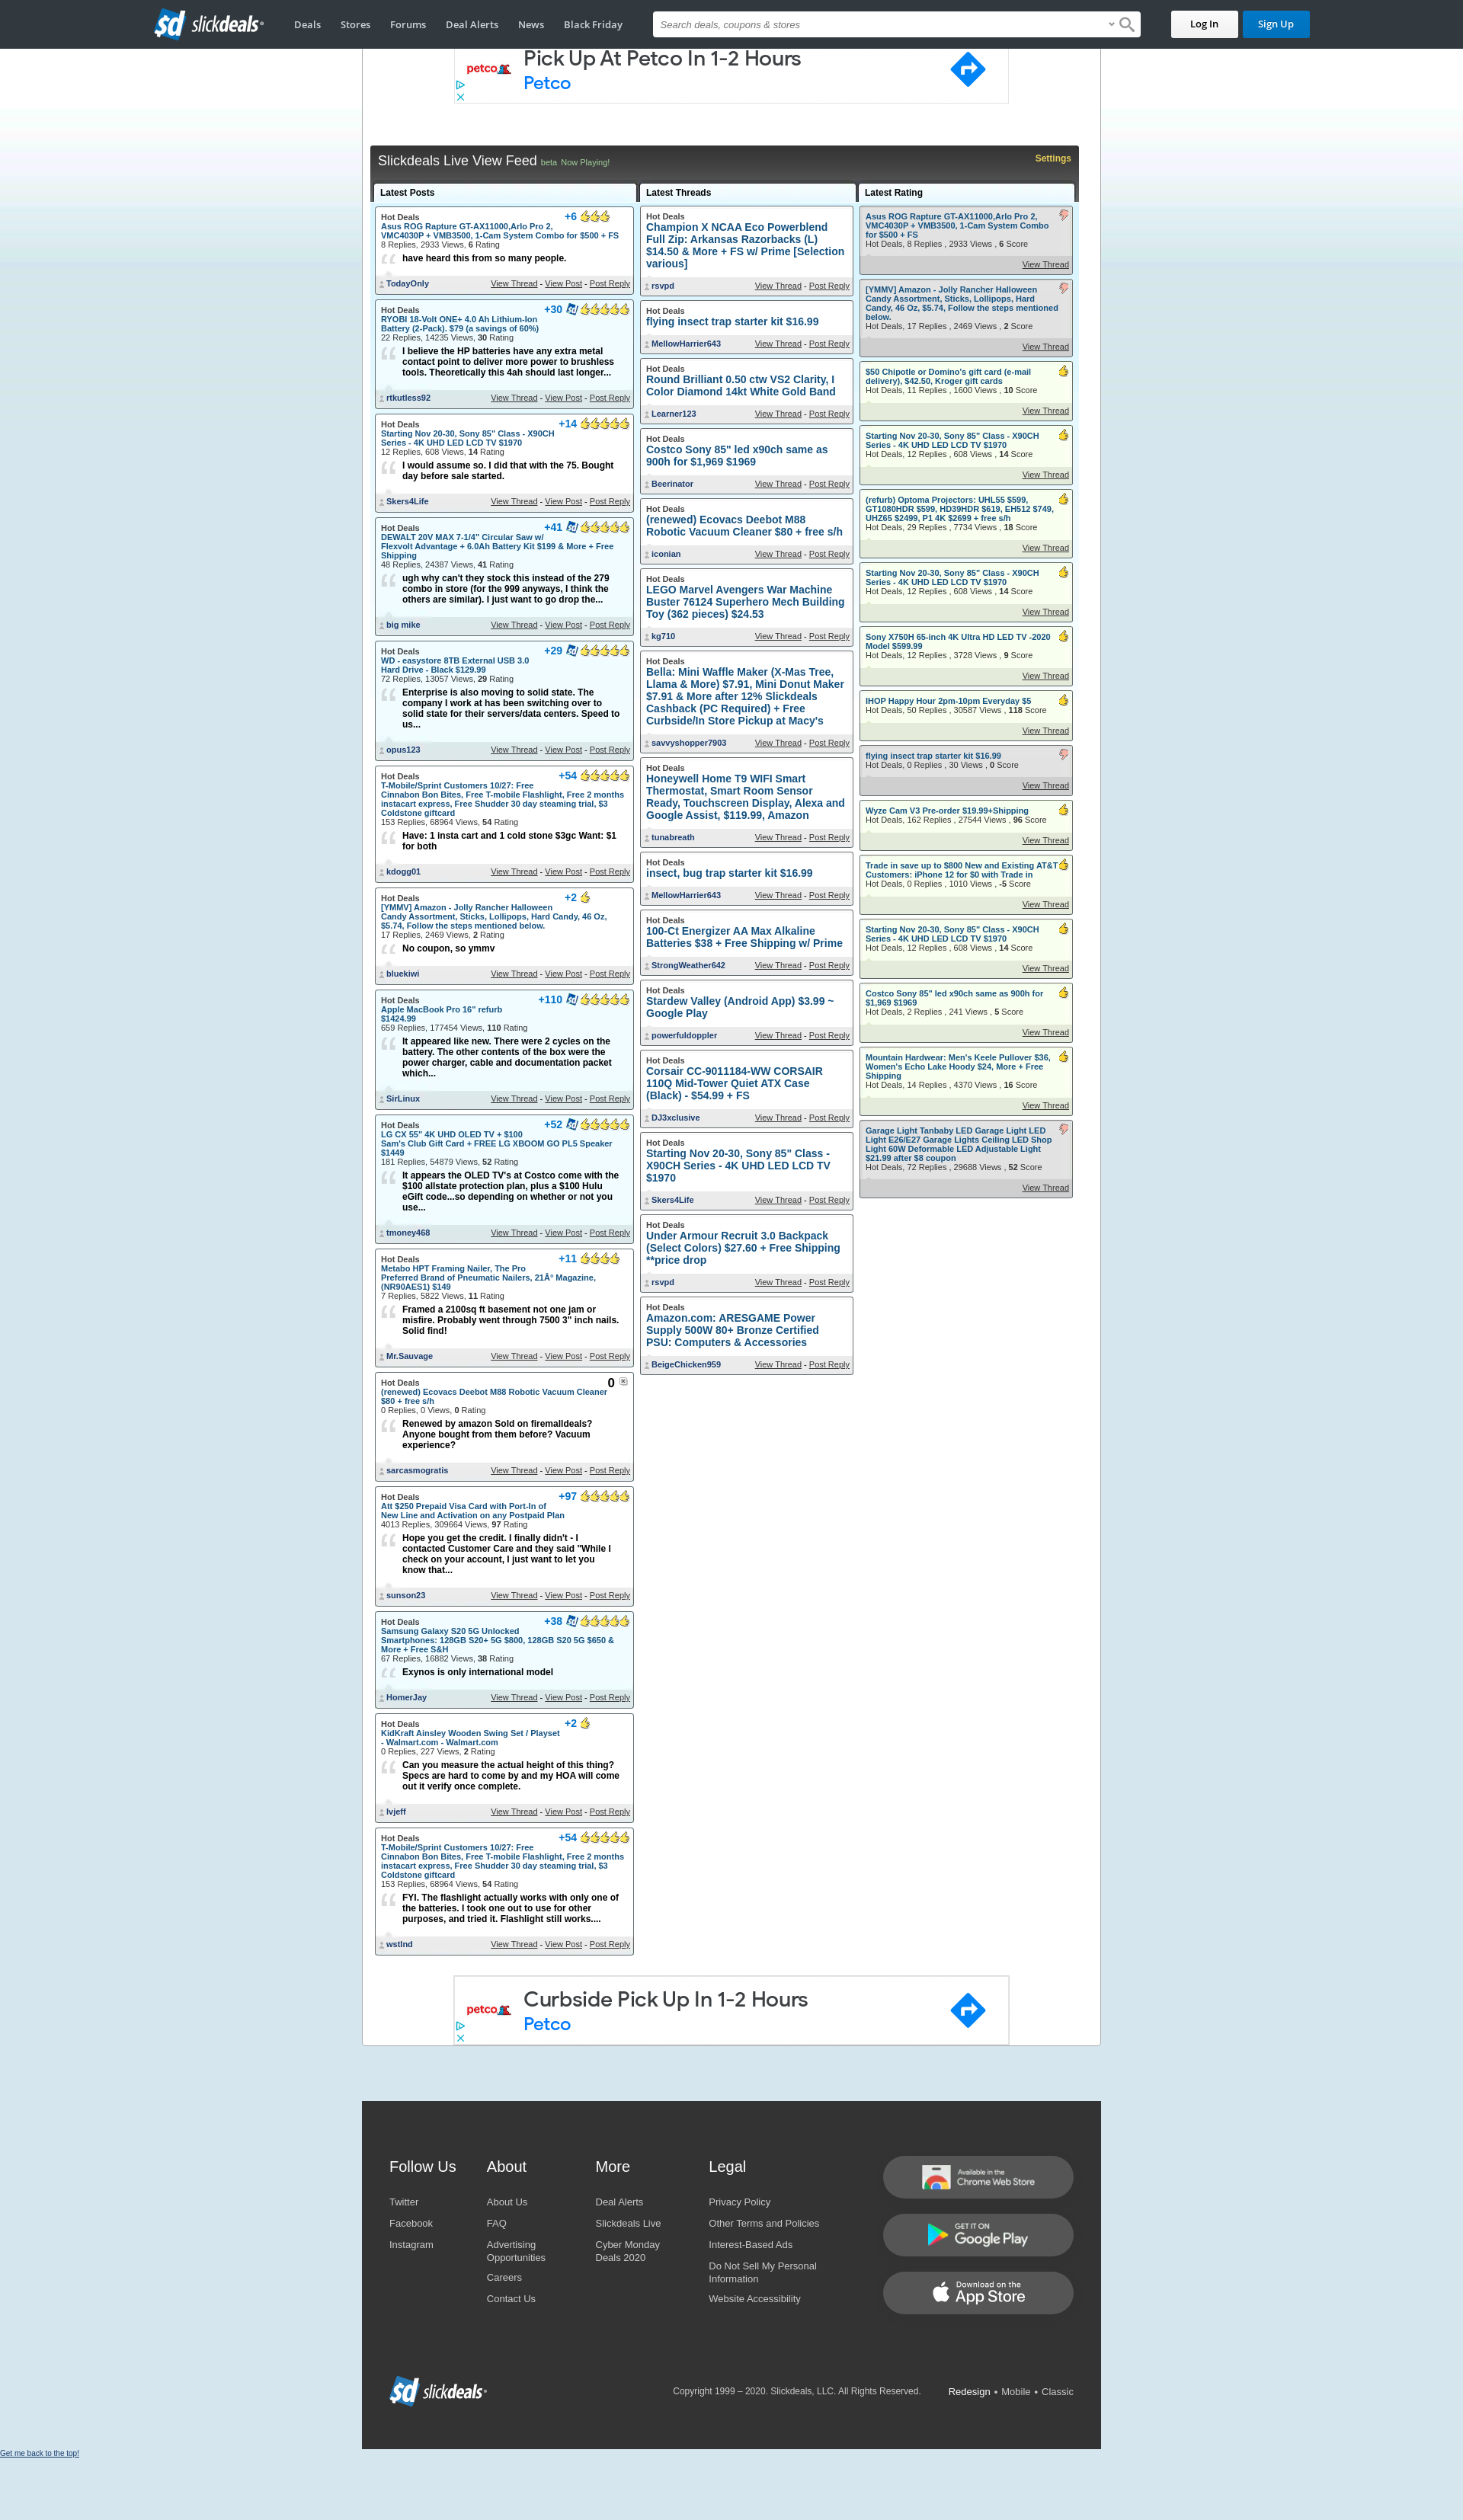 slickdeals
Deals
Stores
Forums
Deal Alerts
News
Black Friday
Search deals, coupons & stores
Log In
Sign Up
petco
Pick Up At Petco In 1-2 Hours
Petco
Slickdeals Live View Feed beta Now Playing!
Settings
Latest Posts
Hot Deals
+6
Asus ROG Rapture GT-AX11000,Arlo Pro 2,
VMC4030P + VMB3500, 1-Cam System Combo for $500 + FS
8 Replies, 2933 Views, 6 Rating
have heard this from so many people.
TodayOnly
View Thread - View Post - Post Reply
Hot Deals
+30
RYOBI 18-Volt ONE+ 4.0 Ah Lithium-Ion
Battery (2-Pack). $79 (a savings of 60%)
22 Replies, 14235 Views, 30 Rating
I believe the HP batteries have any extra metal
contact point to deliver more power to brushless
tools. Theoretically this 4ah should last longer...
rtkutless92
View Thread - View Post - Post Reply
Hot Deals
+14
Starting Nov 20-30, Sony 85" Class - X90CH
Series - 4K UHD LED LCD TV $1970
12 Replies, 608 Views, 14 Rating
I would assume so. I did that with the 75. Bought
day before sale started.
Skers4Life
View Thread - View Post - Post Reply
Hot Deals
+41
DEWALT 20V MAX 7-1/4" Circular Saw w/
Flexvolt Advantage + 6.0Ah Battery Kit $199 & More + Free
Shipping
48 Replies, 24387 Views, 41 Rating
ugh why can't they stock this instead of the 279
combo in store (for the 999 anyways, I think the
others are similar). I just want to go drop the...
big mike
View Thread - View Post - Post Reply
Hot Deals
+29
WD - easystore 8TB External USB 3.0
Hard Drive - Black $129.99
72 Replies, 13057 Views, 29 Rating
Enterprise is also moving to solid state. The
company I work at has been switching over to
solid state for their servers/data centers. Speed to
us...
opus123
View Thread - View Post - Post Reply
Hot Deals
+54
T-Mobile/Sprint Customers 10/27: Free
Cinnabon Bon Bites, Free T-mobile Flashlight, Free 2 months
instacart express, Free Shudder 30 day steaming trial, $3
Coldstone giftcard
153 Replies, 68964 Views, 54 Rating
Have: 1 insta cart and 1 cold stone $3gc Want: $1
for both
kdogg01
View Thread - View Post - Post Reply
Hot Deals
+2
[YMMV] Amazon - Jolly Rancher Halloween
Candy Assortment, Sticks, Lollipops, Hard Candy, 46 Oz,
$5.74, Follow the steps mentioned below.
17 Replies, 2469 Views, 2 Rating
No coupon, so ymmv
bluekiwi
View Thread - View Post - Post Reply
Hot Deals
+110
Apple MacBook Pro 16" refurb
$1424.99
659 Replies, 177454 Views, 110 Rating
It appeared like new. There were 2 cycles on the
battery. The other contents of the box were the
power charger, cable and documentation packet
which...
SirLinux
View Thread - View Post - Post Reply
Hot Deals
+52
LG CX 55" 4K UHD OLED TV + $100
Sam's Club Gift Card + FREE LG XBOOM GO PL5 Speaker
$1449
181 Replies, 54879 Views, 52 Rating
It appears the OLED TV's at Costco come with the
$100 allstate protection plan, plus a $100 Hulu
eGift code...so depending on whether or not you
use...
tmoney468
View Thread - View Post - Post Reply
Hot Deals
+11
Metabo HPT Framing Nailer, The Pro
Preferred Brand of Pneumatic Nailers, 21Â° Magazine,
(NR90AES1) $149
7 Replies, 5822 Views, 11 Rating
Framed a 2100sq ft basement not one jam or
misfire. Probably went through 7500 3" inch nails.
Solid find!
Mr.Sauvage
View Thread - View Post - Post Reply
Hot Deals
0
(renewed) Ecovacs Deebot M88 Robotic Vacuum Cleaner
$80 + free s/h
0 Replies, 0 Views, 0 Rating
Renewed by amazon Sold on firemalldeals?
Anyone bought from them before? Vacuum
experience?
sarcasmogratis
View Thread - View Post - Post Reply
Hot Deals
+97
Att $250 Prepaid Visa Card with Port-In of
New Line and Activation on any Postpaid Plan
4013 Replies, 309664 Views, 97 Rating
Hope you get the credit. I finally didn't - I
contacted Customer Care and they said "While I
check on your account, I just want to let you
know that...
sunson23
View Thread - View Post - Post Reply
Hot Deals
+38
Samsung Galaxy S20 5G Unlocked
Smartphones: 128GB S20+ 5G $800, 128GB S20 5G $650 &
More + Free S&H
67 Replies, 16882 Views, 38 Rating
Exynos is only international model
HomerJay
View Thread - View Post - Post Reply
Hot Deals
+2
KidKraft Ainsley Wooden Swing Set / Playset
- Walmart.com - Walmart.com
0 Replies, 227 Views, 2 Rating
Can you measure the actual height of this thing?
Specs are hard to come by and my HOA will come
out it verify once complete.
lvjeff
View Thread - View Post - Post Reply
Hot Deals
+54
T-Mobile/Sprint Customers 10/27: Free
Cinnabon Bon Bites, Free T-mobile Flashlight, Free 2 months
instacart express, Free Shudder 30 day steaming trial, $3
Coldstone giftcard
153 Replies, 68964 Views, 54 Rating
FYI. The flashlight actually works with only one of
the batteries. I took one out to use for other
purposes, and tried it. Flashlight still works....
wstlnd
View Thread - View Post - Post Reply
Latest Threads
Hot Deals
Champion X NCAA Eco Powerblend
Full Zip: Arkansas Razorbacks (L)
$14.50 & More + FS w/ Prime [Selection
various]
rsvpd
View Thread - Post Reply
Hot Deals
flying insect trap starter kit $16.99
MellowHarrier643
View Thread - Post Reply
Hot Deals
Round Brilliant 0.50 ctw VS2 Clarity, I
Color Diamond 14kt White Gold Band
Learner123
View Thread - Post Reply
Hot Deals
Costco Sony 85" led x90ch same as
900h for $1,969 $1969
Beerinator
View Thread - Post Reply
Hot Deals
(renewed) Ecovacs Deebot M88
Robotic Vacuum Cleaner $80 + free s/h
iconian
View Thread - Post Reply
Hot Deals
LEGO Marvel Avengers War Machine
Buster 76124 Superhero Mech Building
Toy (362 pieces) $24.53
kg710
View Thread - Post Reply
Hot Deals
Bella: Mini Waffle Maker (X-Mas Tree,
Llama & More) $7.91, Mini Donut Maker
$7.91 & More after 12% Slickdeals
Cashback (PC Required) + Free
Curbside/In Store Pickup at Macy's
savvyshopper7903
View Thread - Post Reply
Hot Deals
Honeywell Home T9 WIFI Smart
Thermostat, Smart Room Sensor
Ready, Touchscreen Display, Alexa and
Google Assist, $119.99, Amazon
tunabreath
View Thread - Post Reply
Hot Deals
insect, bug trap starter kit $16.99
MellowHarrier643
View Thread - Post Reply
Hot Deals
100-Ct Energizer AA Max Alkaline
Batteries $38 + Free Shipping w/ Prime
StrongWeather642
View Thread - Post Reply
Hot Deals
Stardew Valley (Android App) $3.99 ~
Google Play
powerfuldoppler
View Thread - Post Reply
Hot Deals
Corsair CC-9011184-WW CORSAIR
110Q Mid-Tower Quiet ATX Case
(Black) - $54.99 + FS
DJ3xclusive
View Thread - Post Reply
Hot Deals
Starting Nov 20-30, Sony 85" Class -
X90CH Series - 4K UHD LED LCD TV
$1970
Skers4Life
View Thread - Post Reply
Hot Deals
Under Armour Recruit 3.0 Backpack
(Select Colors) $27.60 + Free Shipping
**price drop
rsvpd
View Thread - Post Reply
Hot Deals
Amazon.com: ARESGAME Power
Supply 500W 80+ Bronze Certified
PSU: Computers & Accessories
BeigeChicken959
View Thread - Post Reply
Latest Rating
Asus ROG Rapture GT-AX11000,Arlo Pro 2,
VMC4030P + VMB3500, 1-Cam System Combo
for $500 + FS
Hot Deals, 8 Replies , 2933 Views , 6 Score
View Thread
[YMMV] Amazon - Jolly Rancher Halloween
Candy Assortment, Sticks, Lollipops, Hard
Candy, 46 Oz, $5.74, Follow the steps mentioned
below.
Hot Deals, 17 Replies , 2469 Views , 2 Score
View Thread
$50 Chipotle or Domino's gift card (e-mail
delivery), $42.50, Kroger gift cards
Hot Deals, 11 Replies , 1600 Views , 10 Score
View Thread
Starting Nov 20-30, Sony 85" Class - X90CH
Series - 4K UHD LED LCD TV $1970
Hot Deals, 12 Replies , 608 Views , 14 Score
View Thread
(refurb) Optoma Projectors: UHL55 $599,
GT1080HDR $599, HD39HDR $619, EH512 $749,
UHZ65 $2499, P1 4K $2699 + free s/h
Hot Deals, 29 Replies , 7734 Views , 18 Score
View Thread
Starting Nov 20-30, Sony 85" Class - X90CH
Series - 4K UHD LED LCD TV $1970
Hot Deals, 12 Replies , 608 Views , 14 Score
View Thread
Sony X750H 65-inch 4K Ultra HD LED TV -2020
Model $599.99
Hot Deals, 12 Replies , 3728 Views , 9 Score
View Thread
IHOP Happy Hour 2pm-10pm Everyday $5
Hot Deals, 50 Replies , 30587 Views , 118 Score
View Thread
flying insect trap starter kit $16.99
Hot Deals, 0 Replies , 30 Views , 0 Score
View Thread
Wyze Cam V3 Pre-order $19.99+Shipping
Hot Deals, 162 Replies , 27544 Views , 96 Score
View Thread
Trade in save up to $800 New and Existing AT&T
Customers: iPhone 12 for $0 with Trade in
Hot Deals, 0 Replies , 1010 Views , -5 Score
View Thread
Starting Nov 20-30, Sony 85" Class - X90CH
Series - 4K UHD LED LCD TV $1970
Hot Deals, 12 Replies , 608 Views , 14 Score
View Thread
Costco Sony 85" led x90ch same as 900h for
$1,969 $1969
Hot Deals, 2 Replies , 241 Views , 5 Score
View Thread
Mountain Hardwear: Men's Keele Pullover $36,
Women's Echo Lake Hoody $24, More + Free
Shipping
Hot Deals, 14 Replies , 4370 Views , 16 Score
View Thread
Garage Light Tanbaby LED Garage Light LED
Light E26/E27 Garage Lights Ceiling LED Shop
Light 60W Deformable LED Adjustable Light
$21.99 after $8 coupon
Hot Deals, 72 Replies , 29688 Views , 52 Score
View Thread
petco
Curbside Pick Up In 1-2 Hours
Petco
Follow Us
Twitter
Facebook
Instagram
About
About Us
FAQ
Advertising
Opportunities
Careers
Contact Us
More
Deal Alerts
Slickdeals Live
Cyber Monday
Deals 2020
Legal
Privacy Policy
Other Terms and Policies
Interest-Based Ads
Do Not Sell My Personal
Information
Website Accessibility
Available in the
Chrome Web Store
GET IT ON
Google Play
Download on the
App Store
slickdeals
Copyright 1999 – 2020. Slickdeals, LLC. All Rights Reserved.
Redesign • Mobile • Classic
Get me back to the top!